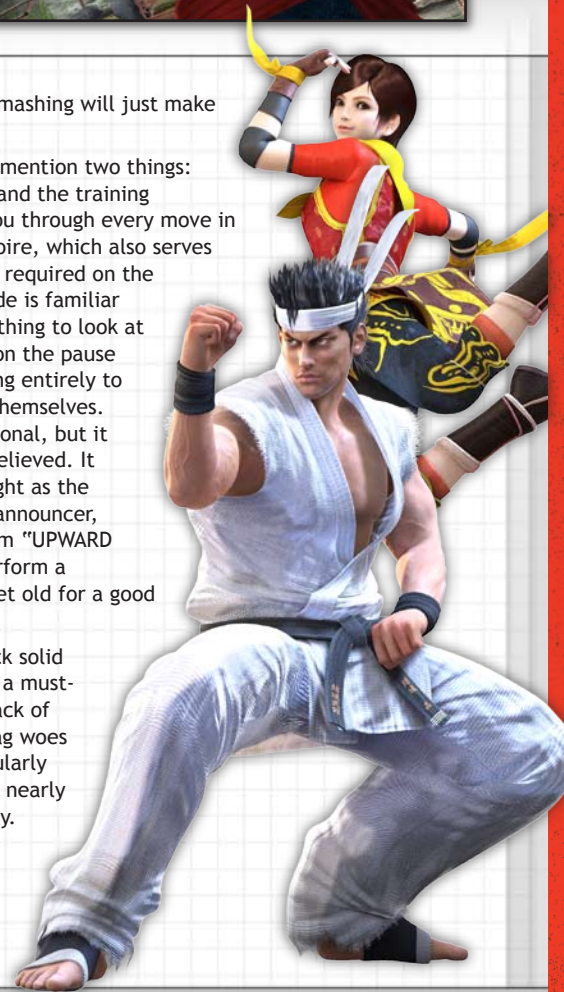 mashing will just make
mention two things:
and the training
ou through every move in
pire, which also serves
required on the
de is familiar
thing to look at
on the pause
ng entirely to
hemselves.
onal, but it
elieved. It
ght as the
announcer,
m “UPWARD
rform a
et old for a good
ck solid
a must-
ack of
ag woes
ularly
nearly
y.